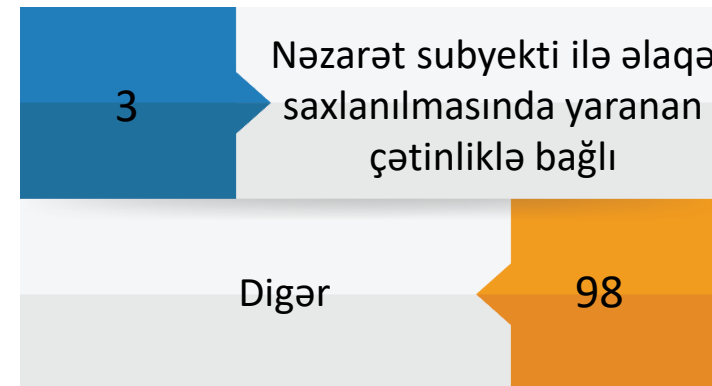 3
Nəzarət subyekti ilə əlaqə
saxlanılmasında yaranan
çətinliklə bağlı
Digər
98